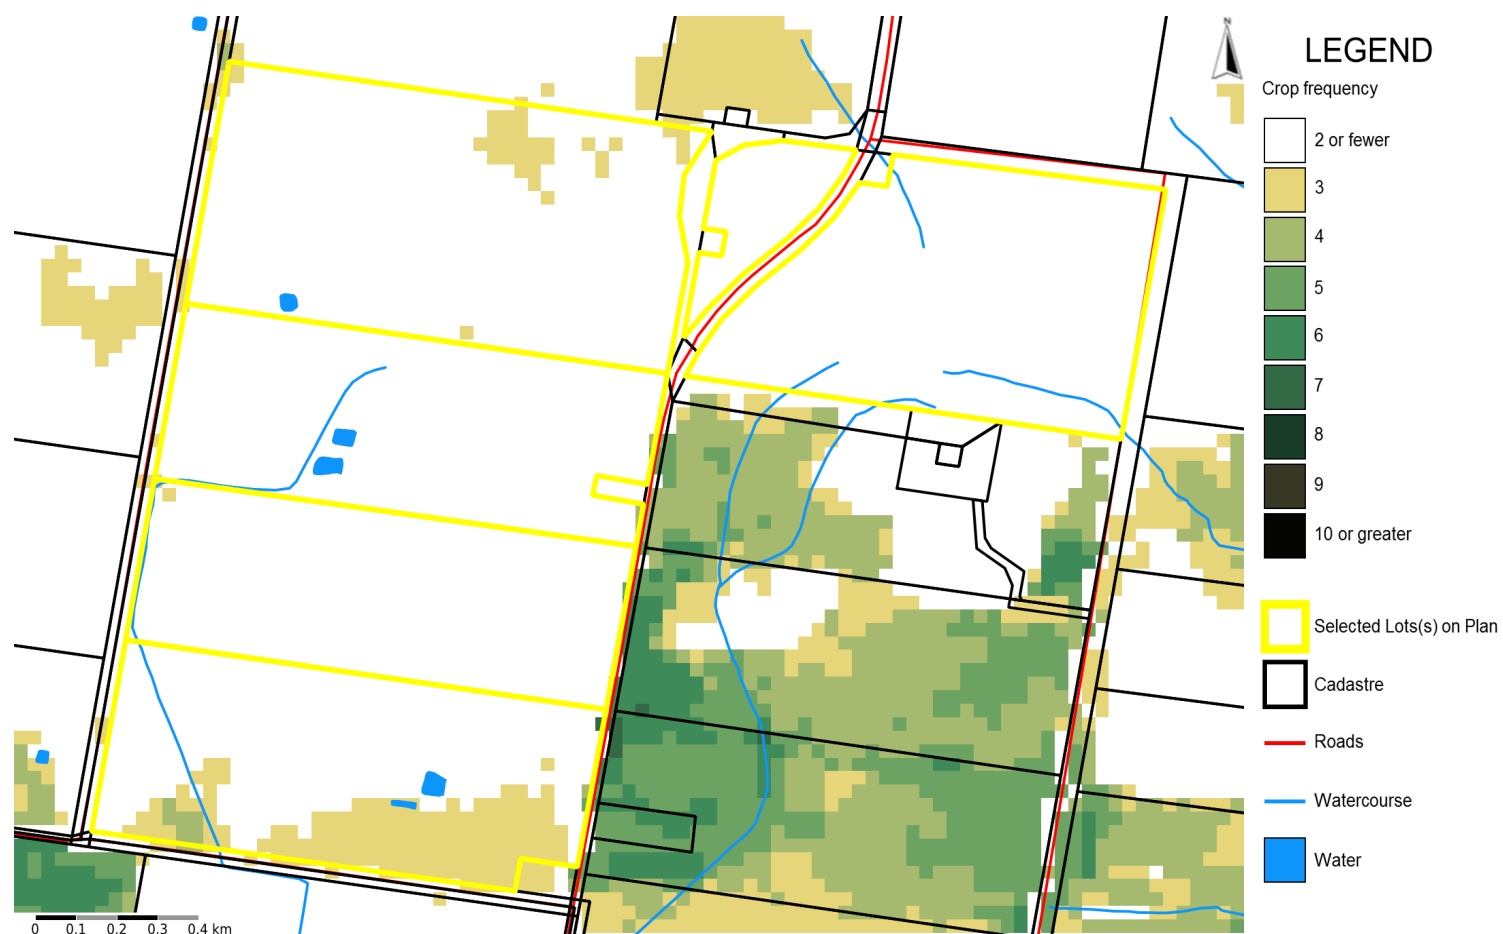 N
LEGEND
Crop frequency
2 or fewer
3
4
5
6
7
8
9
10 or greater
Selected Lots(s) on Plan
Cadastre
Roads
Watercourse
Water
0 0.1 0.2 0.3 0.4 km